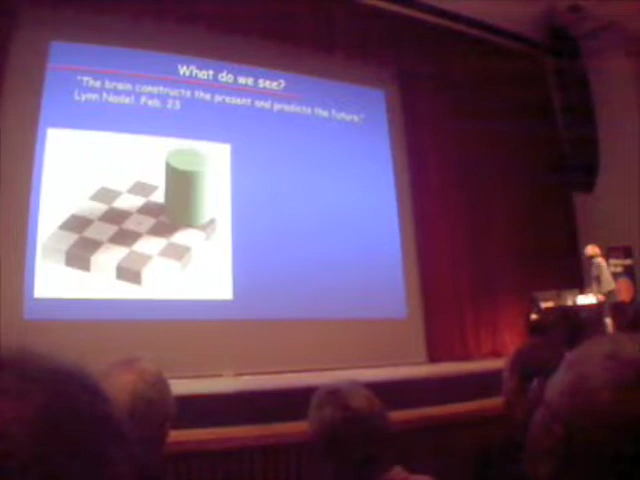 What do we see?
"The brain constructs the present and predicts the future."
Lynn Nadel. Feb. 23